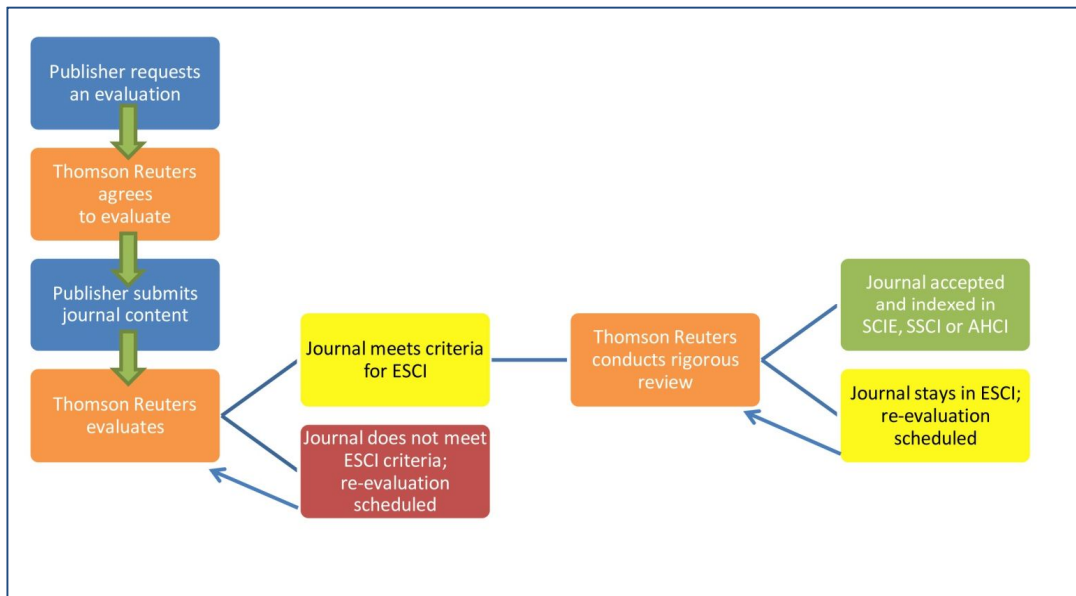 Publisher requests
an evaluation
Thomson Reuters
agrees
to evaluate
Publisher submits
journal content
Thomson Reuters
evaluates
Journal meets criteria
for ESCI
Journal does not meet
ESCI criteria;
re-evaluation
scheduled
Thomson Reuters
conducts rigorous
review
Journal accepted
and indexed in
SCIE, SSCI or AHCI
Journal stays in ESCI;
re-evaluation
scheduled